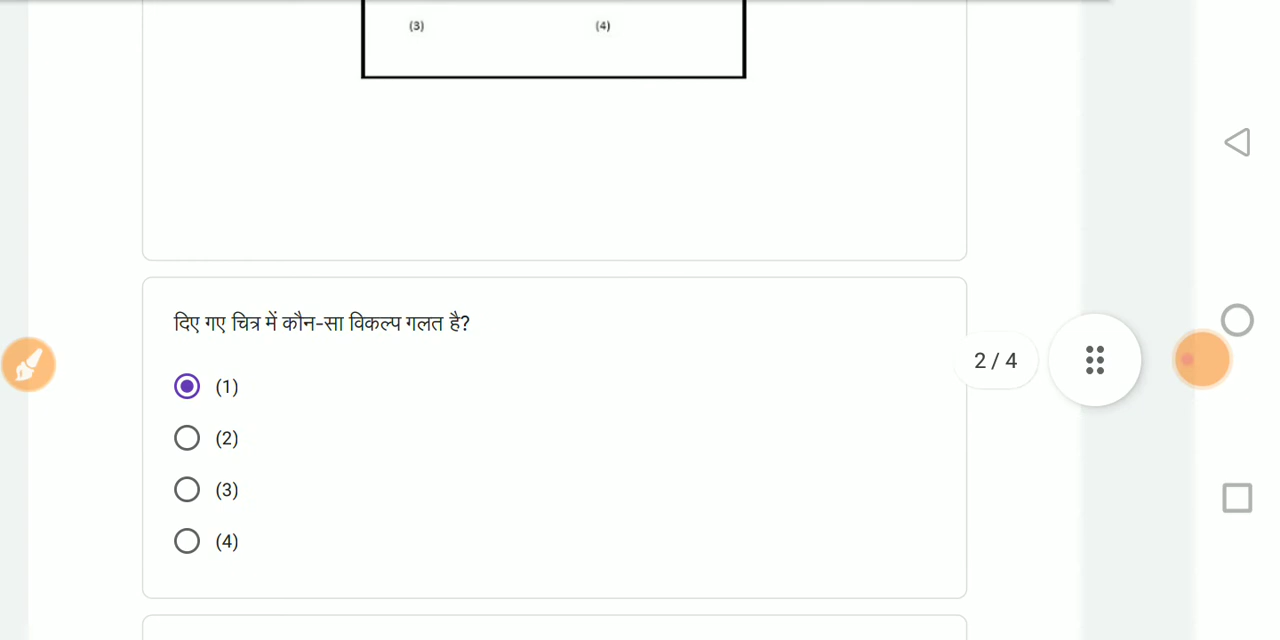 (3) (4)
दिए गए चित्र में कौन-सा विकल्प गलत है?
(1)
2 / 4
(2)
(3)
(4)